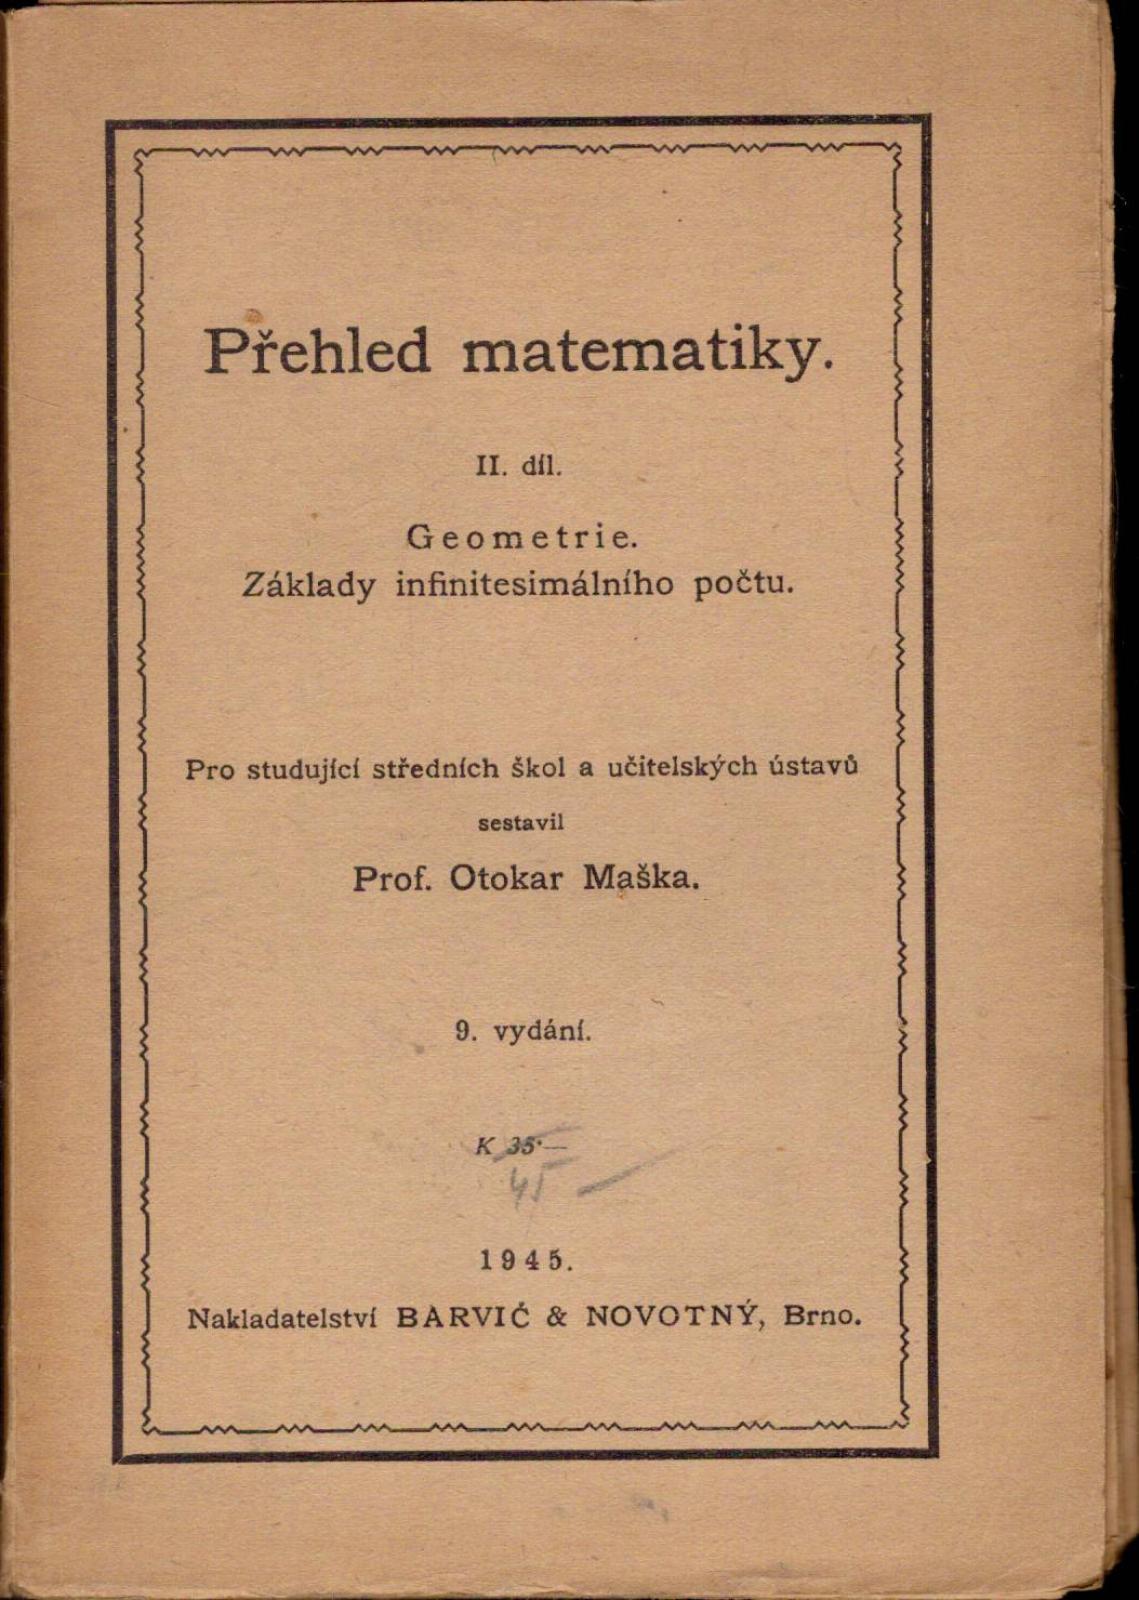 Přehled matematiky.
II. díl.
Geometrie.
Základy infinitesimálního počtu.
Pro studující středních škol a učitelských ústavů
sestavil
Prof. Otokar Maška.
9. vydání.
K 35·—
45 —
1945.
Nakladatelství BARVIČ & NOVOTNÝ, Brno.